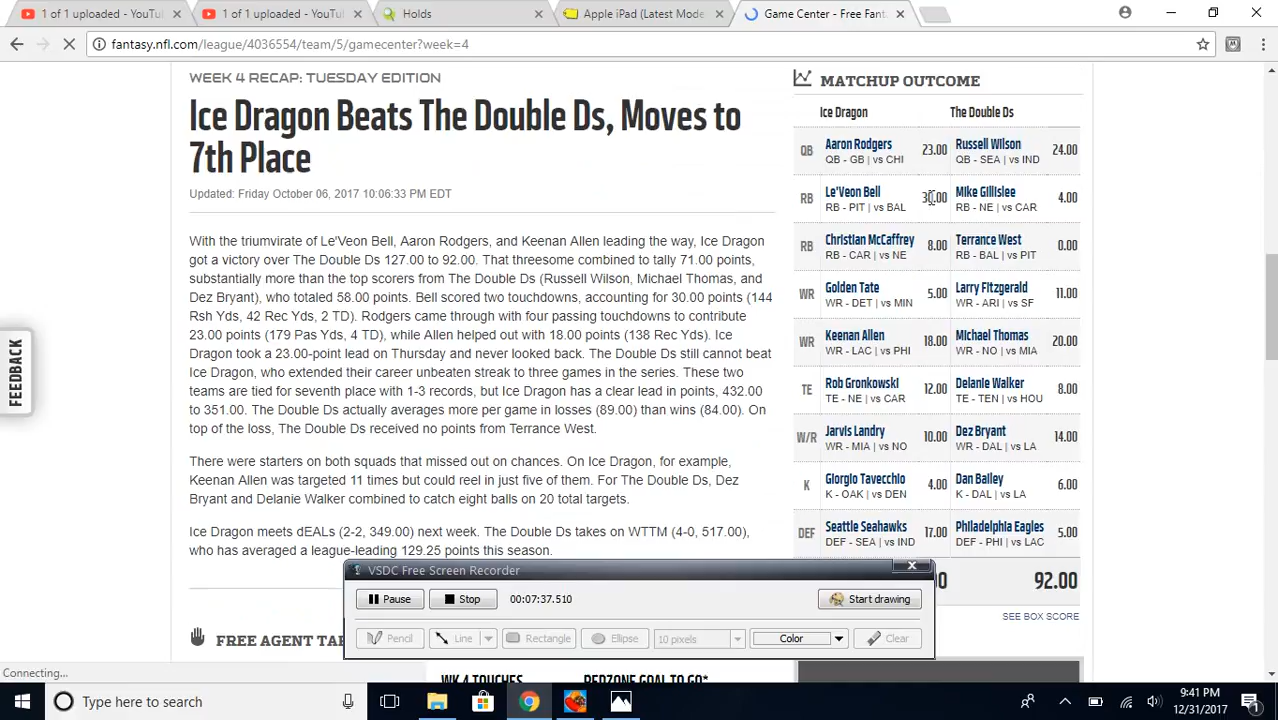 1 of 1 uploaded - YouTu
1 of 1 uploaded - YouTu
Holds
Apple iPad (Latest Mode
Game Center - Free Fant
fantasy.nfl.com/league/4036554/team/5/gamecenter?week=4
WEEK 4 RECAP: TUESDAY EDITION
Ice Dragon Beats The Double Ds, Moves to
7th Place
Updated: Friday October 06, 2017 10:06:33 PM EDT
With the triumvirate of Le'Veon Bell, Aaron Rodgers, and Keenan Allen leading the way, Ice Dragon
got a victory over The Double Ds 127.00 to 92.00. That threesome combined to tally 71.00 points,
substantially more than the top scorers from The Double Ds (Russell Wilson, Michael Thomas, and
Dez Bryant), who totaled 58.00 points. Bell scored two touchdowns, accounting for 30.00 points (144
Rsh Yds, 42 Rec Yds, 2 TD). Rodgers came through with four passing touchdowns to contribute
23.00 points (179 Pas Yds, 4 TD), while Allen helped out with 18.00 points (138 Rec Yds). Ice
Dragon took a 23.00-point lead on Thursday and never looked back. The Double Ds still cannot beat
Ice Dragon, who extended their career unbeaten streak to three games in the series. These two
teams are tied for seventh place with 1-3 records, but Ice Dragon has a clear lead in points, 432.00
to 351.00. The Double Ds actually averages more per game in losses (89.00) than wins (84.00). On
top of the loss, The Double Ds received no points from Terrance West.
There were starters on both squads that missed out on chances. On Ice Dragon, for example,
Keenan Allen was targeted 11 times but could reel in just five of them. For The Double Ds, Dez
Bryant and Delanie Walker combined to catch eight balls on 20 total targets.
Ice Dragon meets dEALs (2-2, 349.00) next week. The Double Ds takes on WTTM (4-0, 517.00),
who has averaged a league-leading 129.25 points this season.
FREE AGENT TA
WK 4 TOUCHES
REDZONE GOAL TO GO*
MATCHUP OUTCOME
Ice Dragon The Double Ds
QB Aaron Rodgers 23.00 Russell Wilson 24.00
QB - GB | vs CHI QB - SEA | vs IND
RB Le'Veon Bell 30.00 Mike Gillislee 4.00
RB - PIT | vs BAL RB - NE | vs CAR
RB Christian McCaffrey 8.00 Terrance West 0.00
RB - CAR | vs NE RB - BAL | vs PIT
WR Golden Tate 5.00 Larry Fitzgerald 11.00
WR - DET | vs MIN WR - ARI | vs SF
WR Keenan Allen 18.00 Michael Thomas 20.00
WR - LAC | vs PHI WR - NO | vs MIA
TE Rob Gronkowski 12.00 Delanie Walker 8.00
TE - NE | vs CAR TE - TEN | vs HOU
W/R Jarvis Landry 10.00 Dez Bryant 14.00
WR - MIA | vs NO WR - DAL | vs LA
K Giorgio Tavecchio 4.00 Dan Bailey 6.00
K - OAK | vs DEN K - DAL | vs LA
DEF Seattle Seahawks 17.00 Philadelphia Eagles 5.00
DEF - SEA | vs IND DEF - PHI | vs LAC
92.00
SEE BOX SCORE
FEEDBACK
VSDC Free Screen Recorder
Pause Stop 00:07:37.510 Start drawing
Pencil Line Rectangle Ellipse 10 pixels Color Clear
Connecting...
Type here to search
9:41 PM
12/31/2017
1